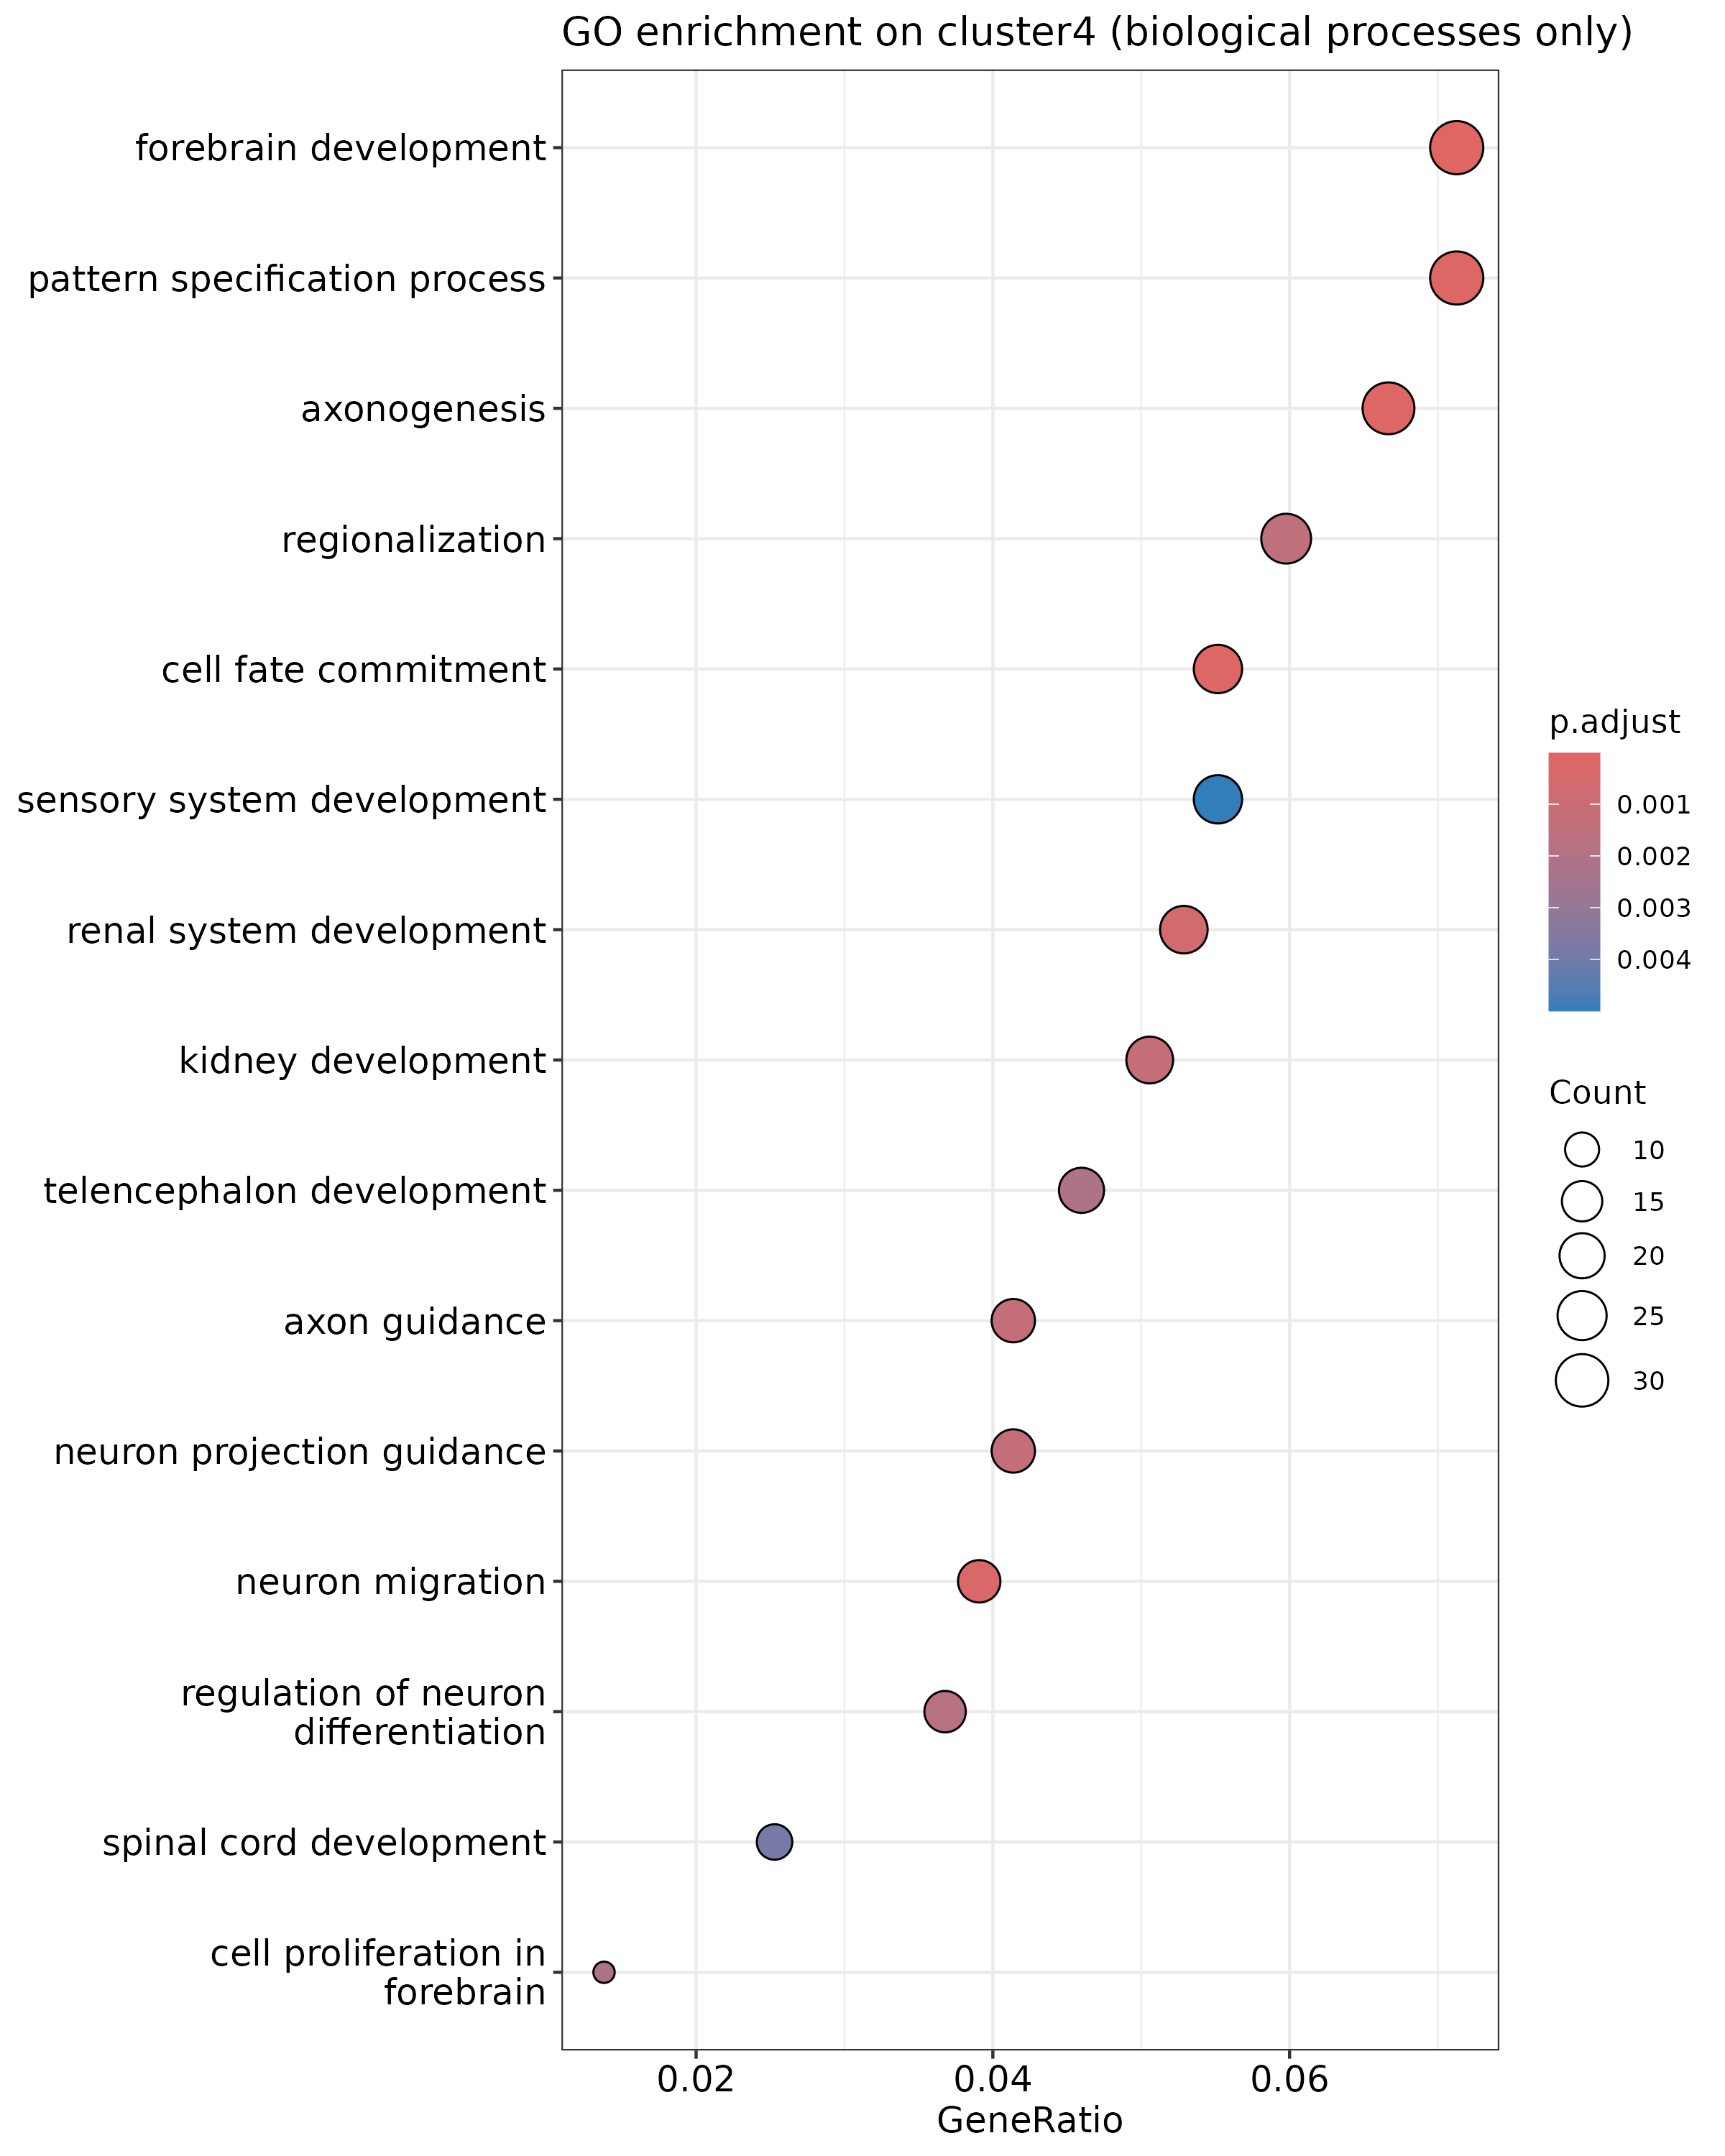 GO enrichment on cluster4 (biological processes only)
forebrain development
pattern specification process
axonogenesis
regionalization
cell fate commitment
sensory system development
renal system development
kidney development
telencephalon development
axon guidance
neuron projection guidance
neuron migration
regulation of neuron
differentiation
spinal cord development
cell proliferation in
forebrain
0.02
0.04
0.06
GeneRatio
p.adjust
0.001
0.002
0.003
0.004
Count
10
15
20
25
30